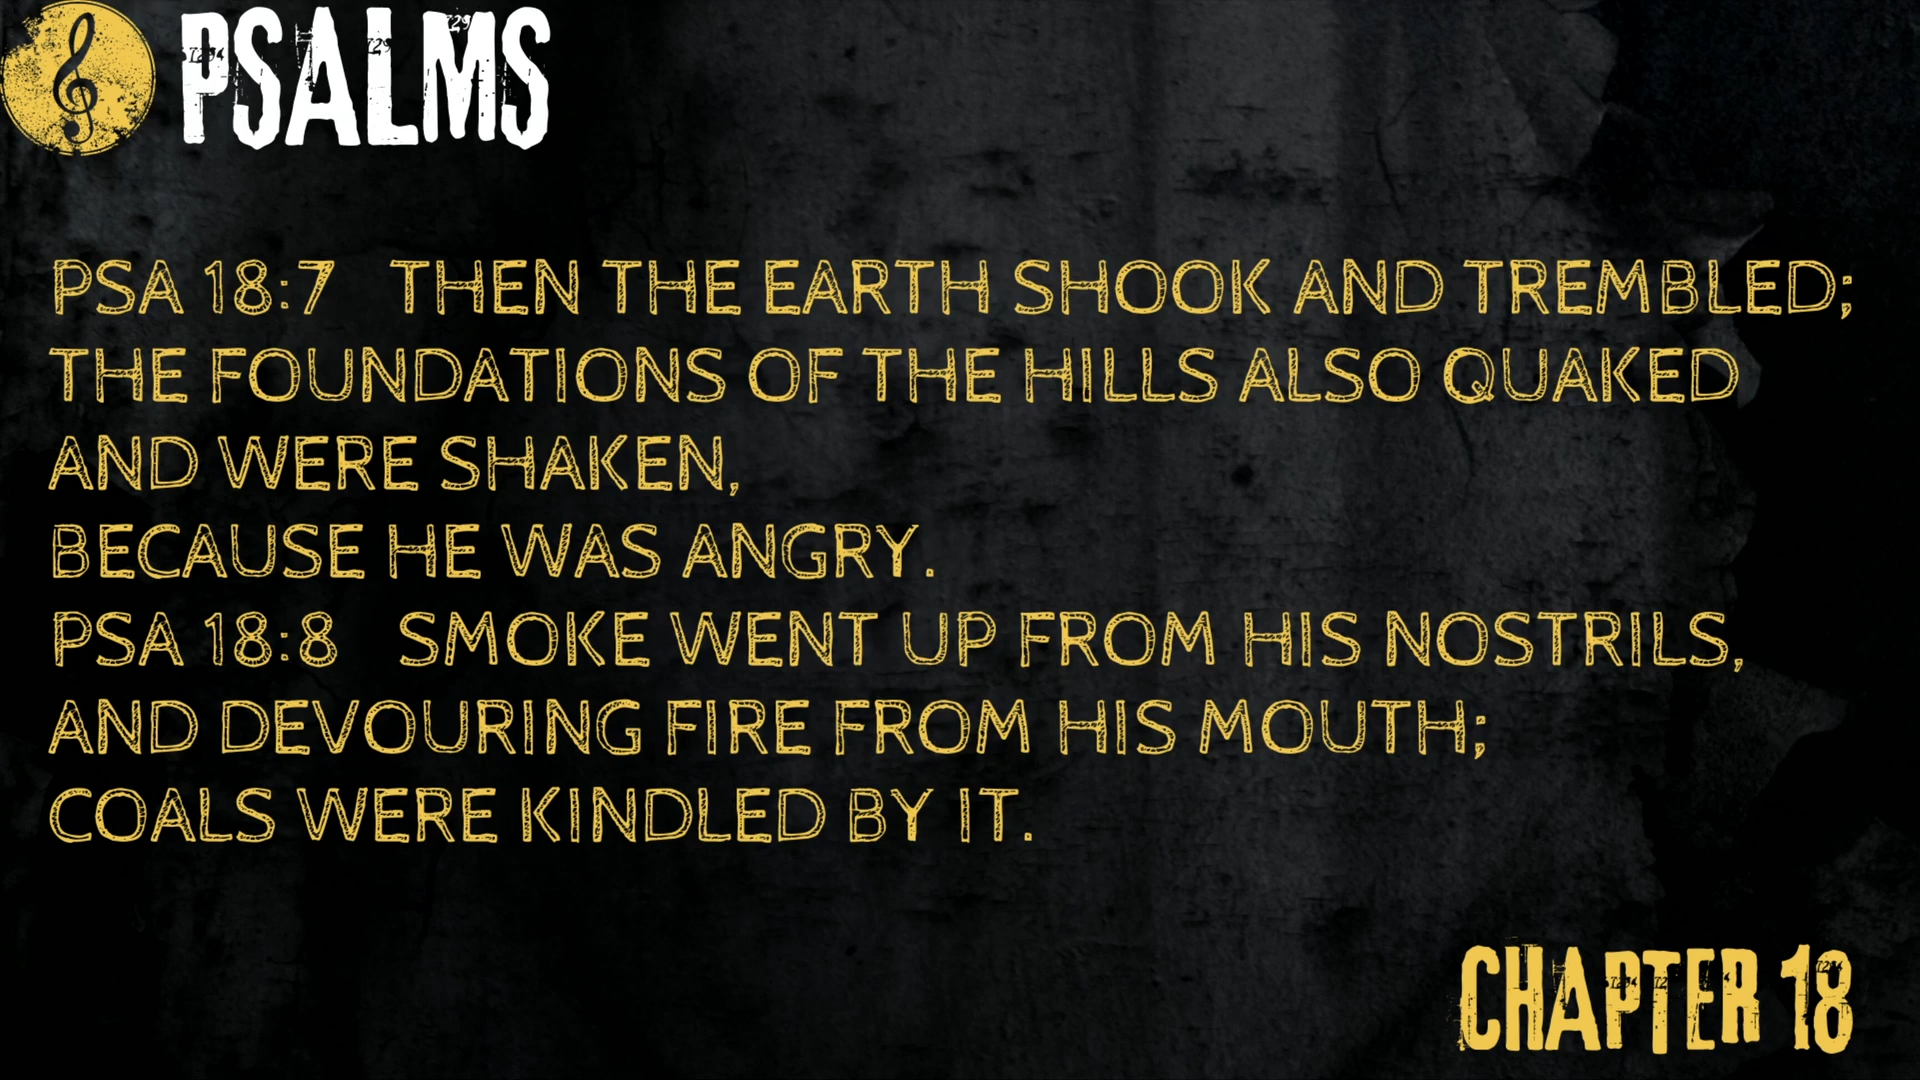 PSALMS
PSA 18:7 THEN THE EARTH SHOOK AND TREMBLED;
THE FOUNDATIONS OF THE HILLS ALSO QUAKED
AND WERE SHAKEN,
BECAUSE HE WAS ANGRY.
PSA 18:8 SMOKE WENT UP FROM HIS NOSTRILS,
AND DEVOURING FIRE FROM HIS MOUTH;
COALS WERE KINDLED BY IT.
CHAPTER 18